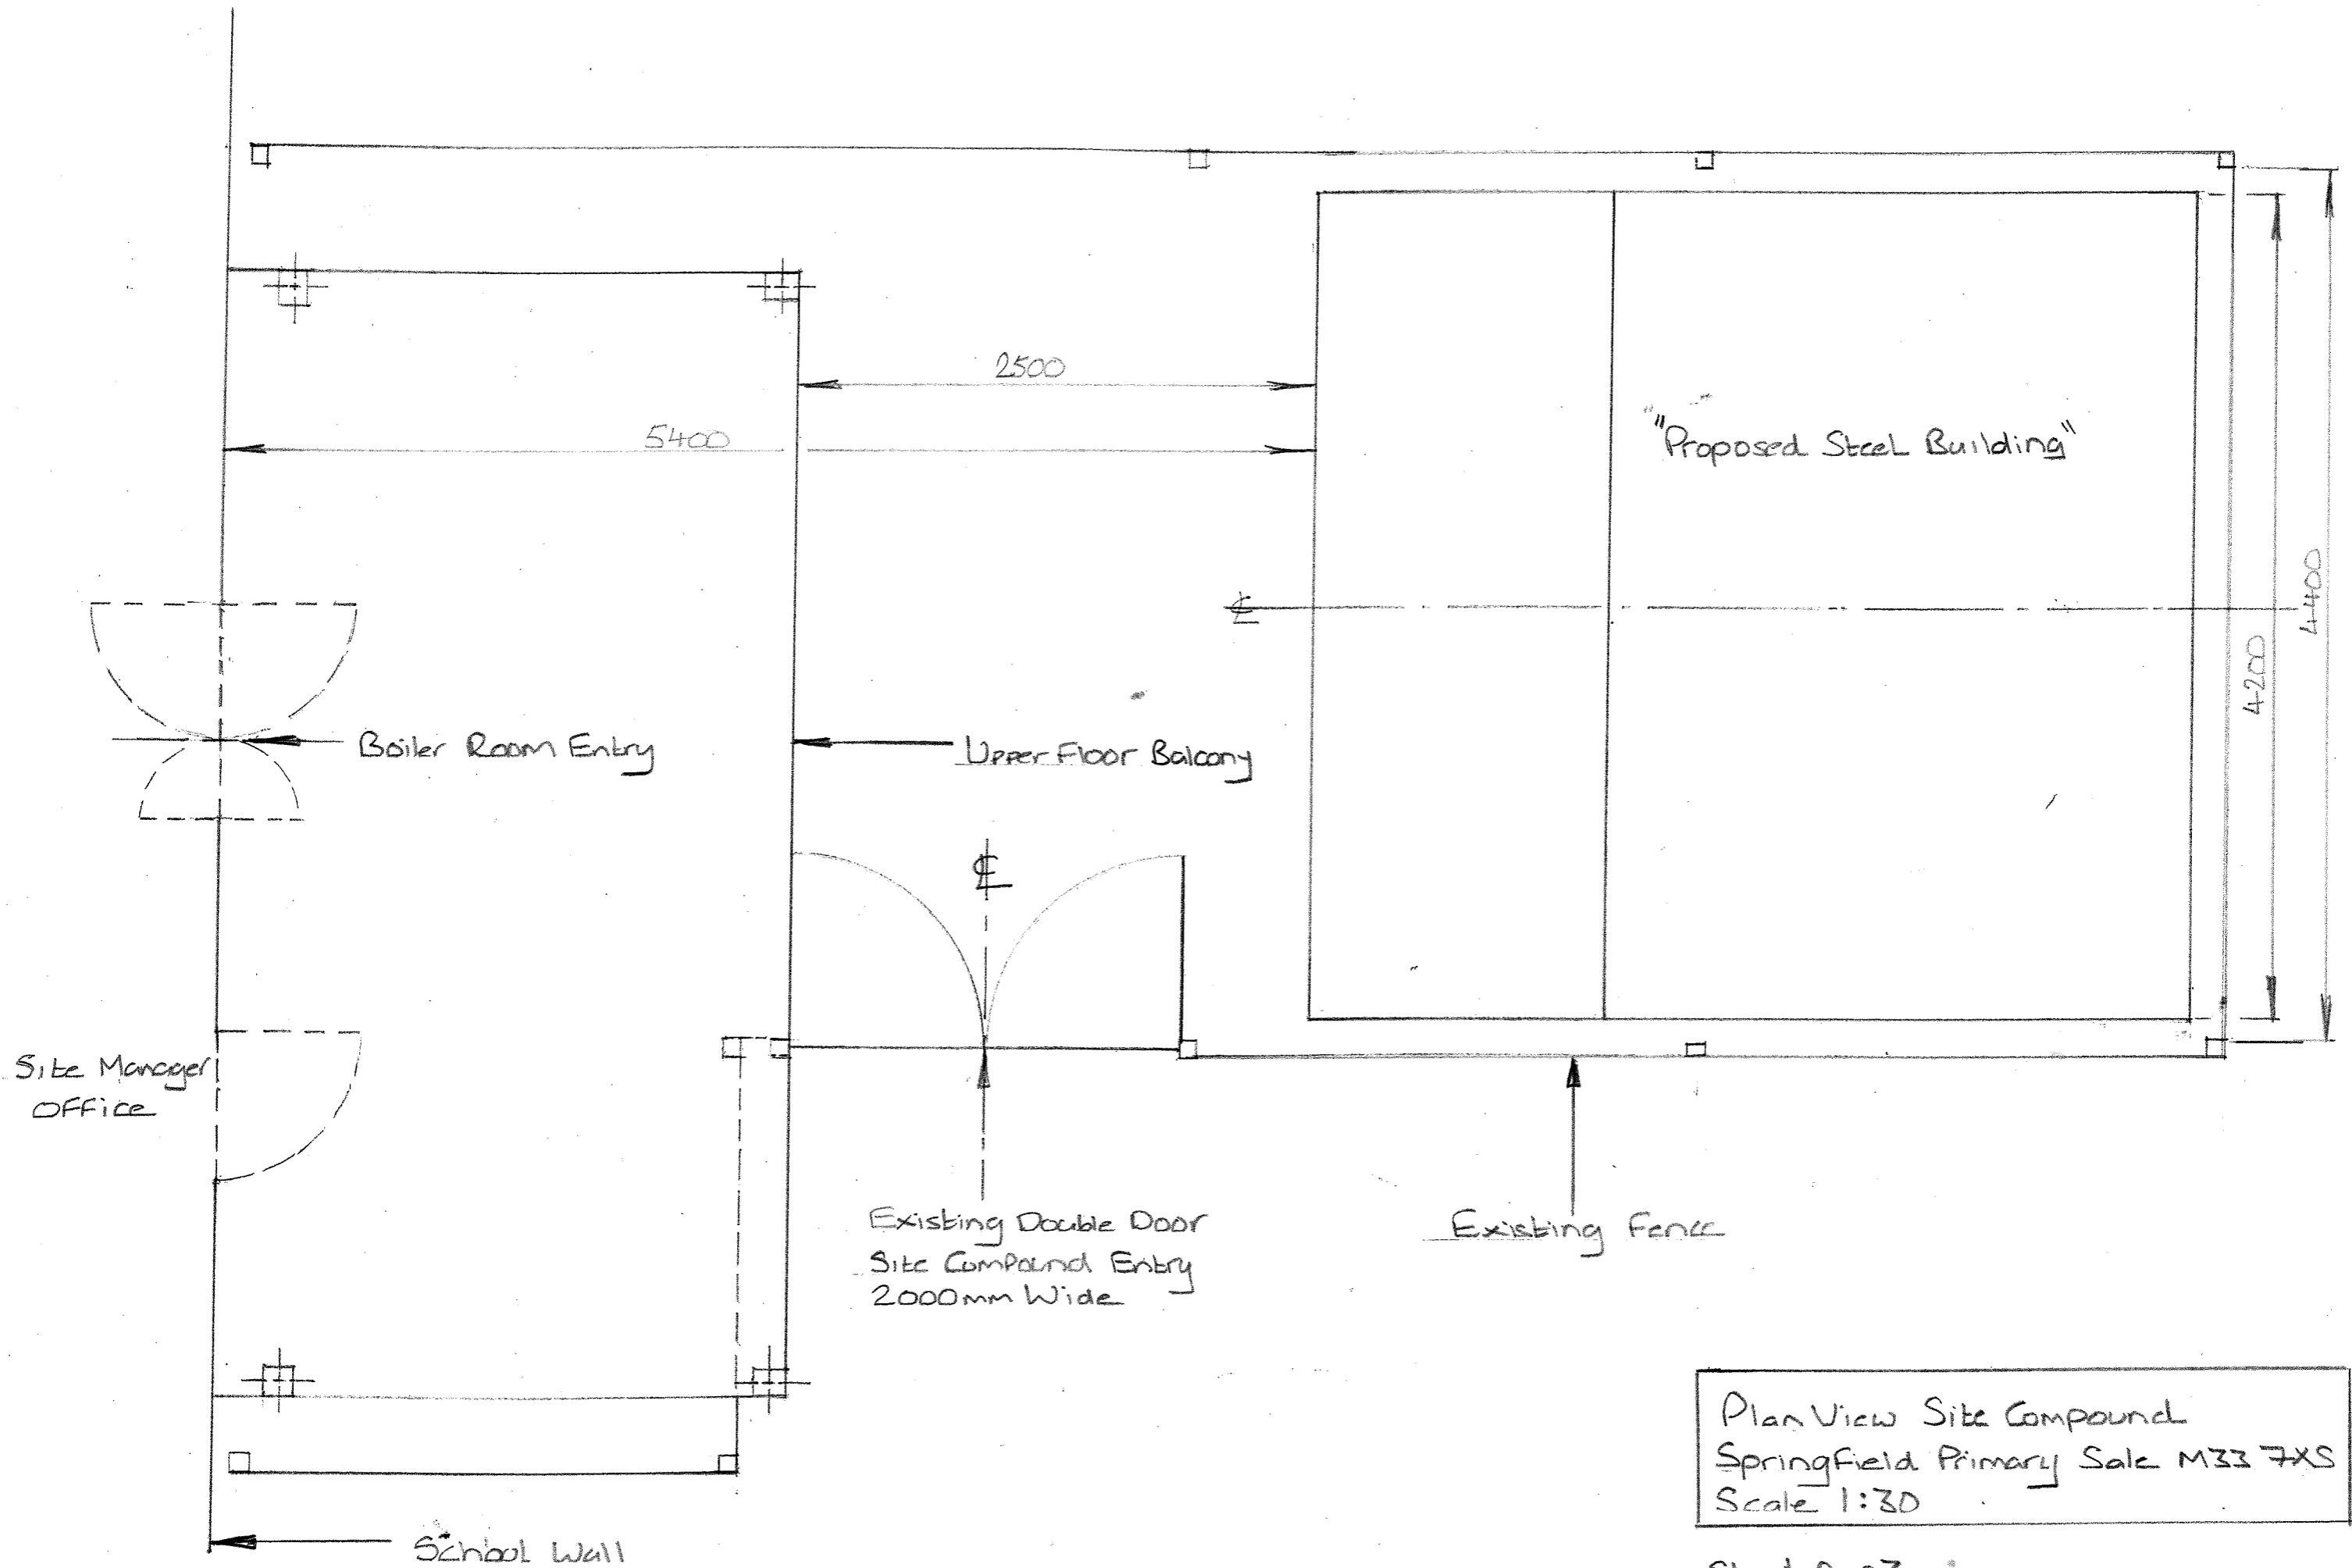 2500
5400
"Proposed Steel Building"
℄
4400
4200
Boiler Room Entry
Upper Floor Balcony
℄
Site Manager
Office
Existing Double Door
Site Compound Entry
2000mm Wide
Existing Fence
Plan View Site Compound
Springfield Primary Sale M33 7XS
Scale 1:30
School Wall